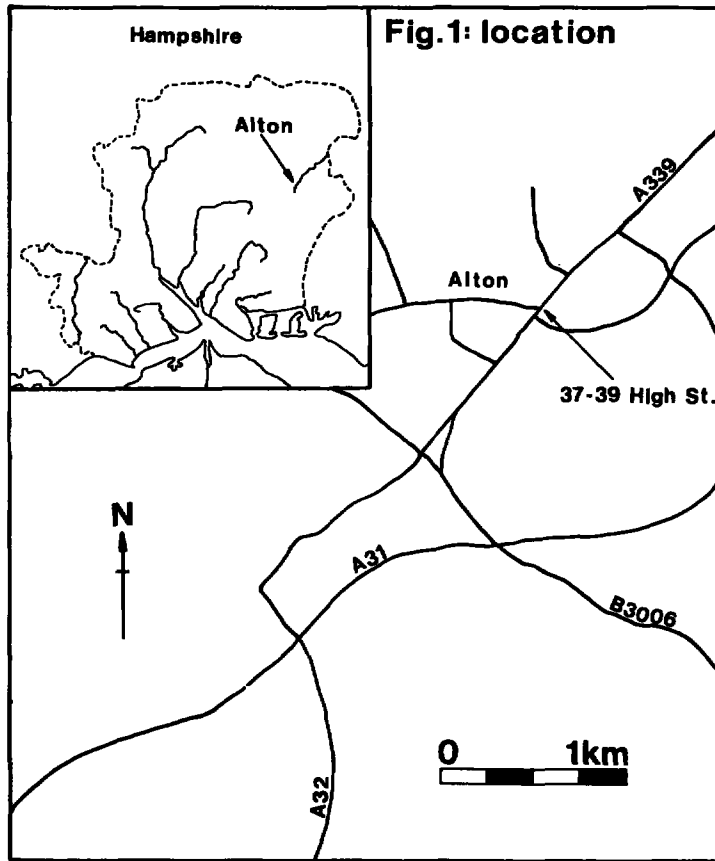 Hampshire
Fig.1: location
Alton
A339
Alton
37-39 High St.
N
A31
B3006
0 1km
A32